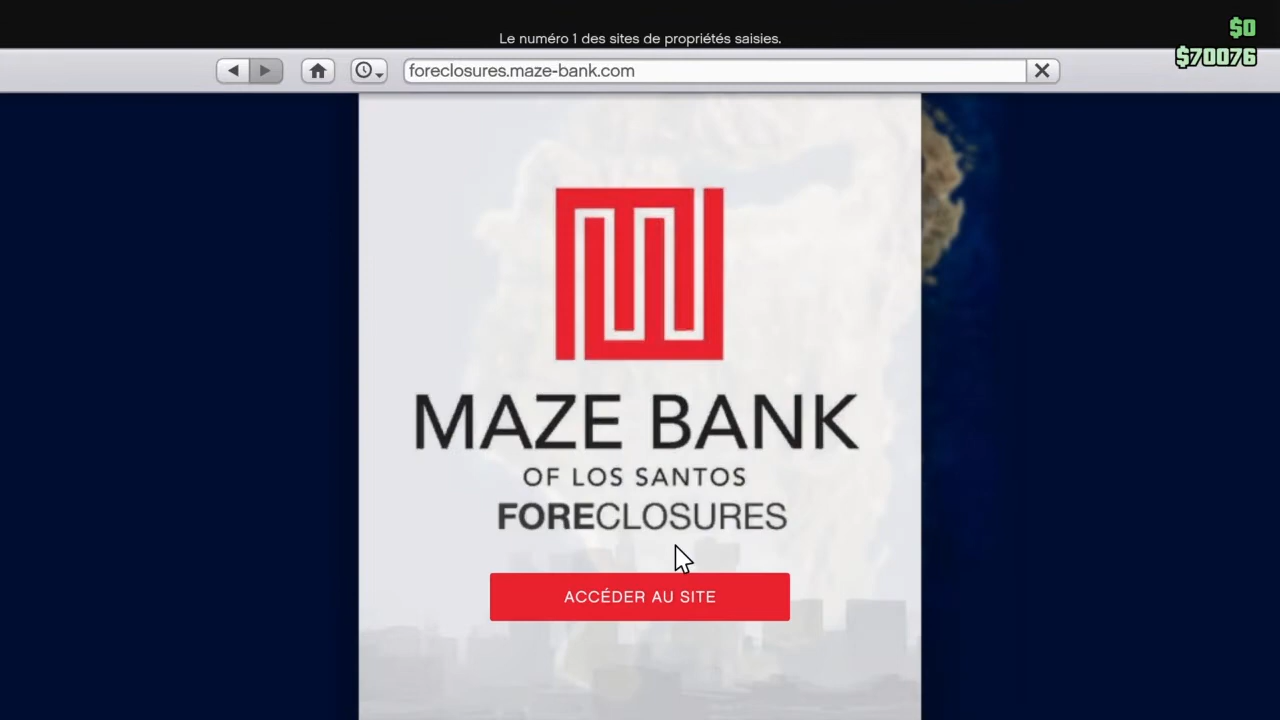 Le numéro 1 des sites de propriétés saisies.
$0
$70076
foreclosures.maze-bank.com
MAZE BANK
OF LOS SANTOS
FORECLOSURES
ACCÉDER AU SITE